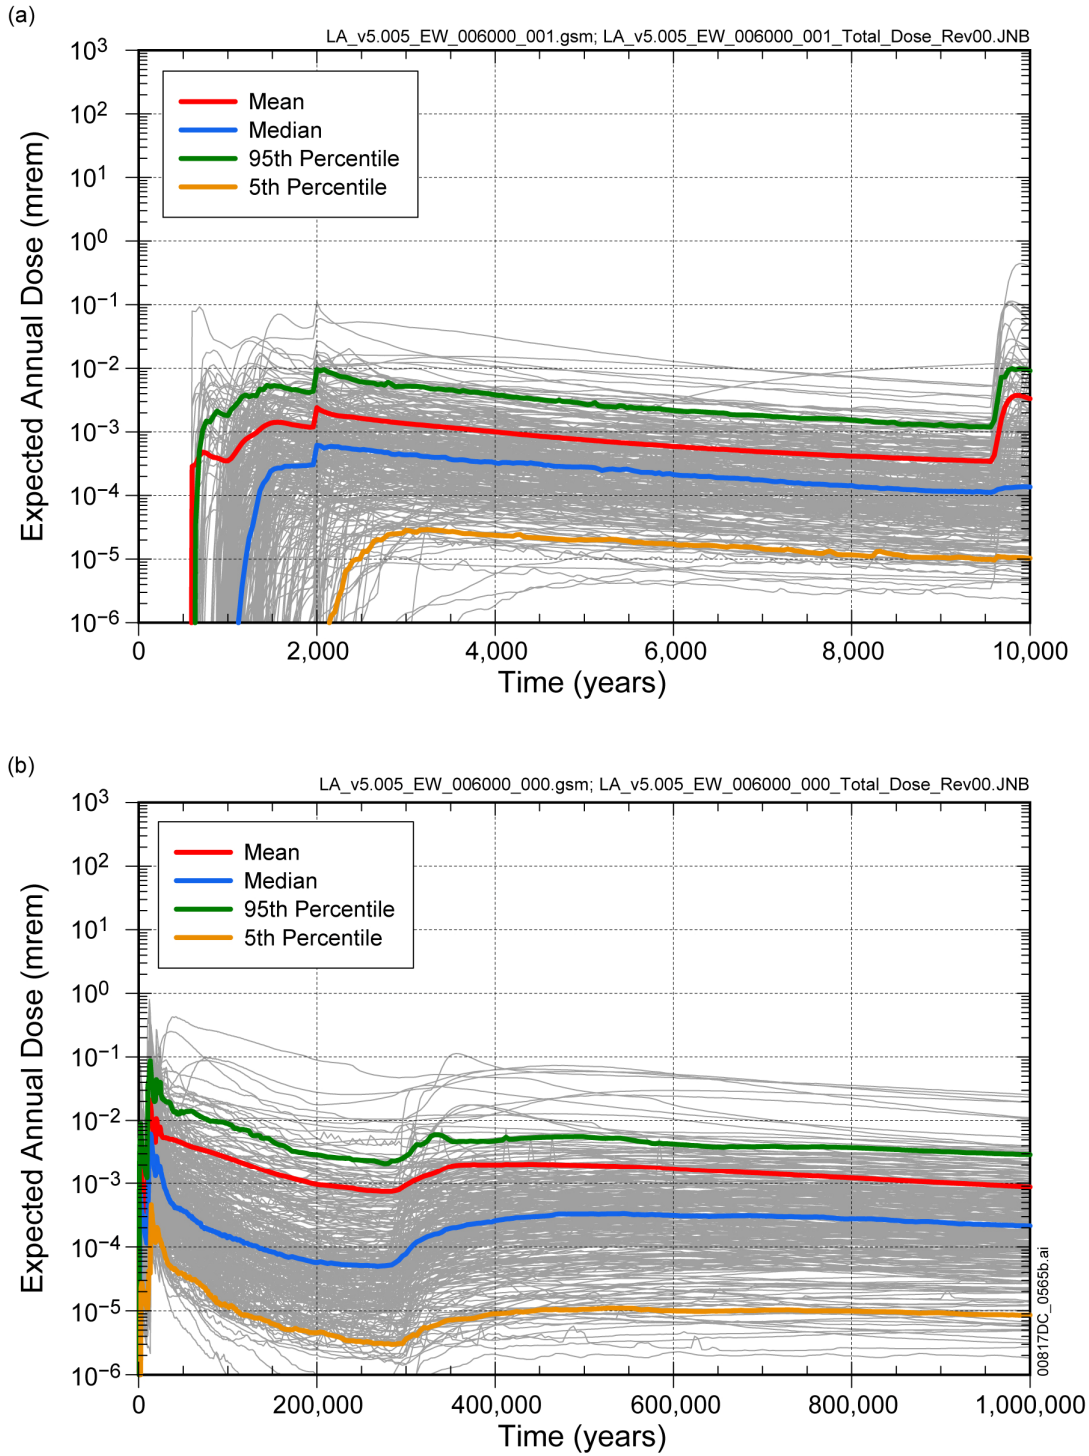 (a)
LA_v5.005_EW_006000_001.gsm; LA_v5.005_EW_006000_001_Total_Dose_Rev00.JNB
Expected Annual Dose (mrem)
10³
10²
10¹
10⁰
10⁻¹
10⁻²
10⁻³
10⁻⁴
10⁻⁵
10⁻⁶
Mean
Median
95th Percentile
5th Percentile
0 2,000 4,000 6,000 8,000 10,000
Time (years)
(b)
LA_v5.005_EW_006000_000.gsm; LA_v5.005_EW_006000_000_Total_Dose_Rev00.JNB
Expected Annual Dose (mrem)
10³
10²
10¹
10⁰
10⁻¹
10⁻²
10⁻³
10⁻⁴
10⁻⁵
10⁻⁶
Mean
Median
95th Percentile
5th Percentile
0 200,000 400,000 600,000 800,000 1,000,000
Time (years)
00817DC_0565b.ai